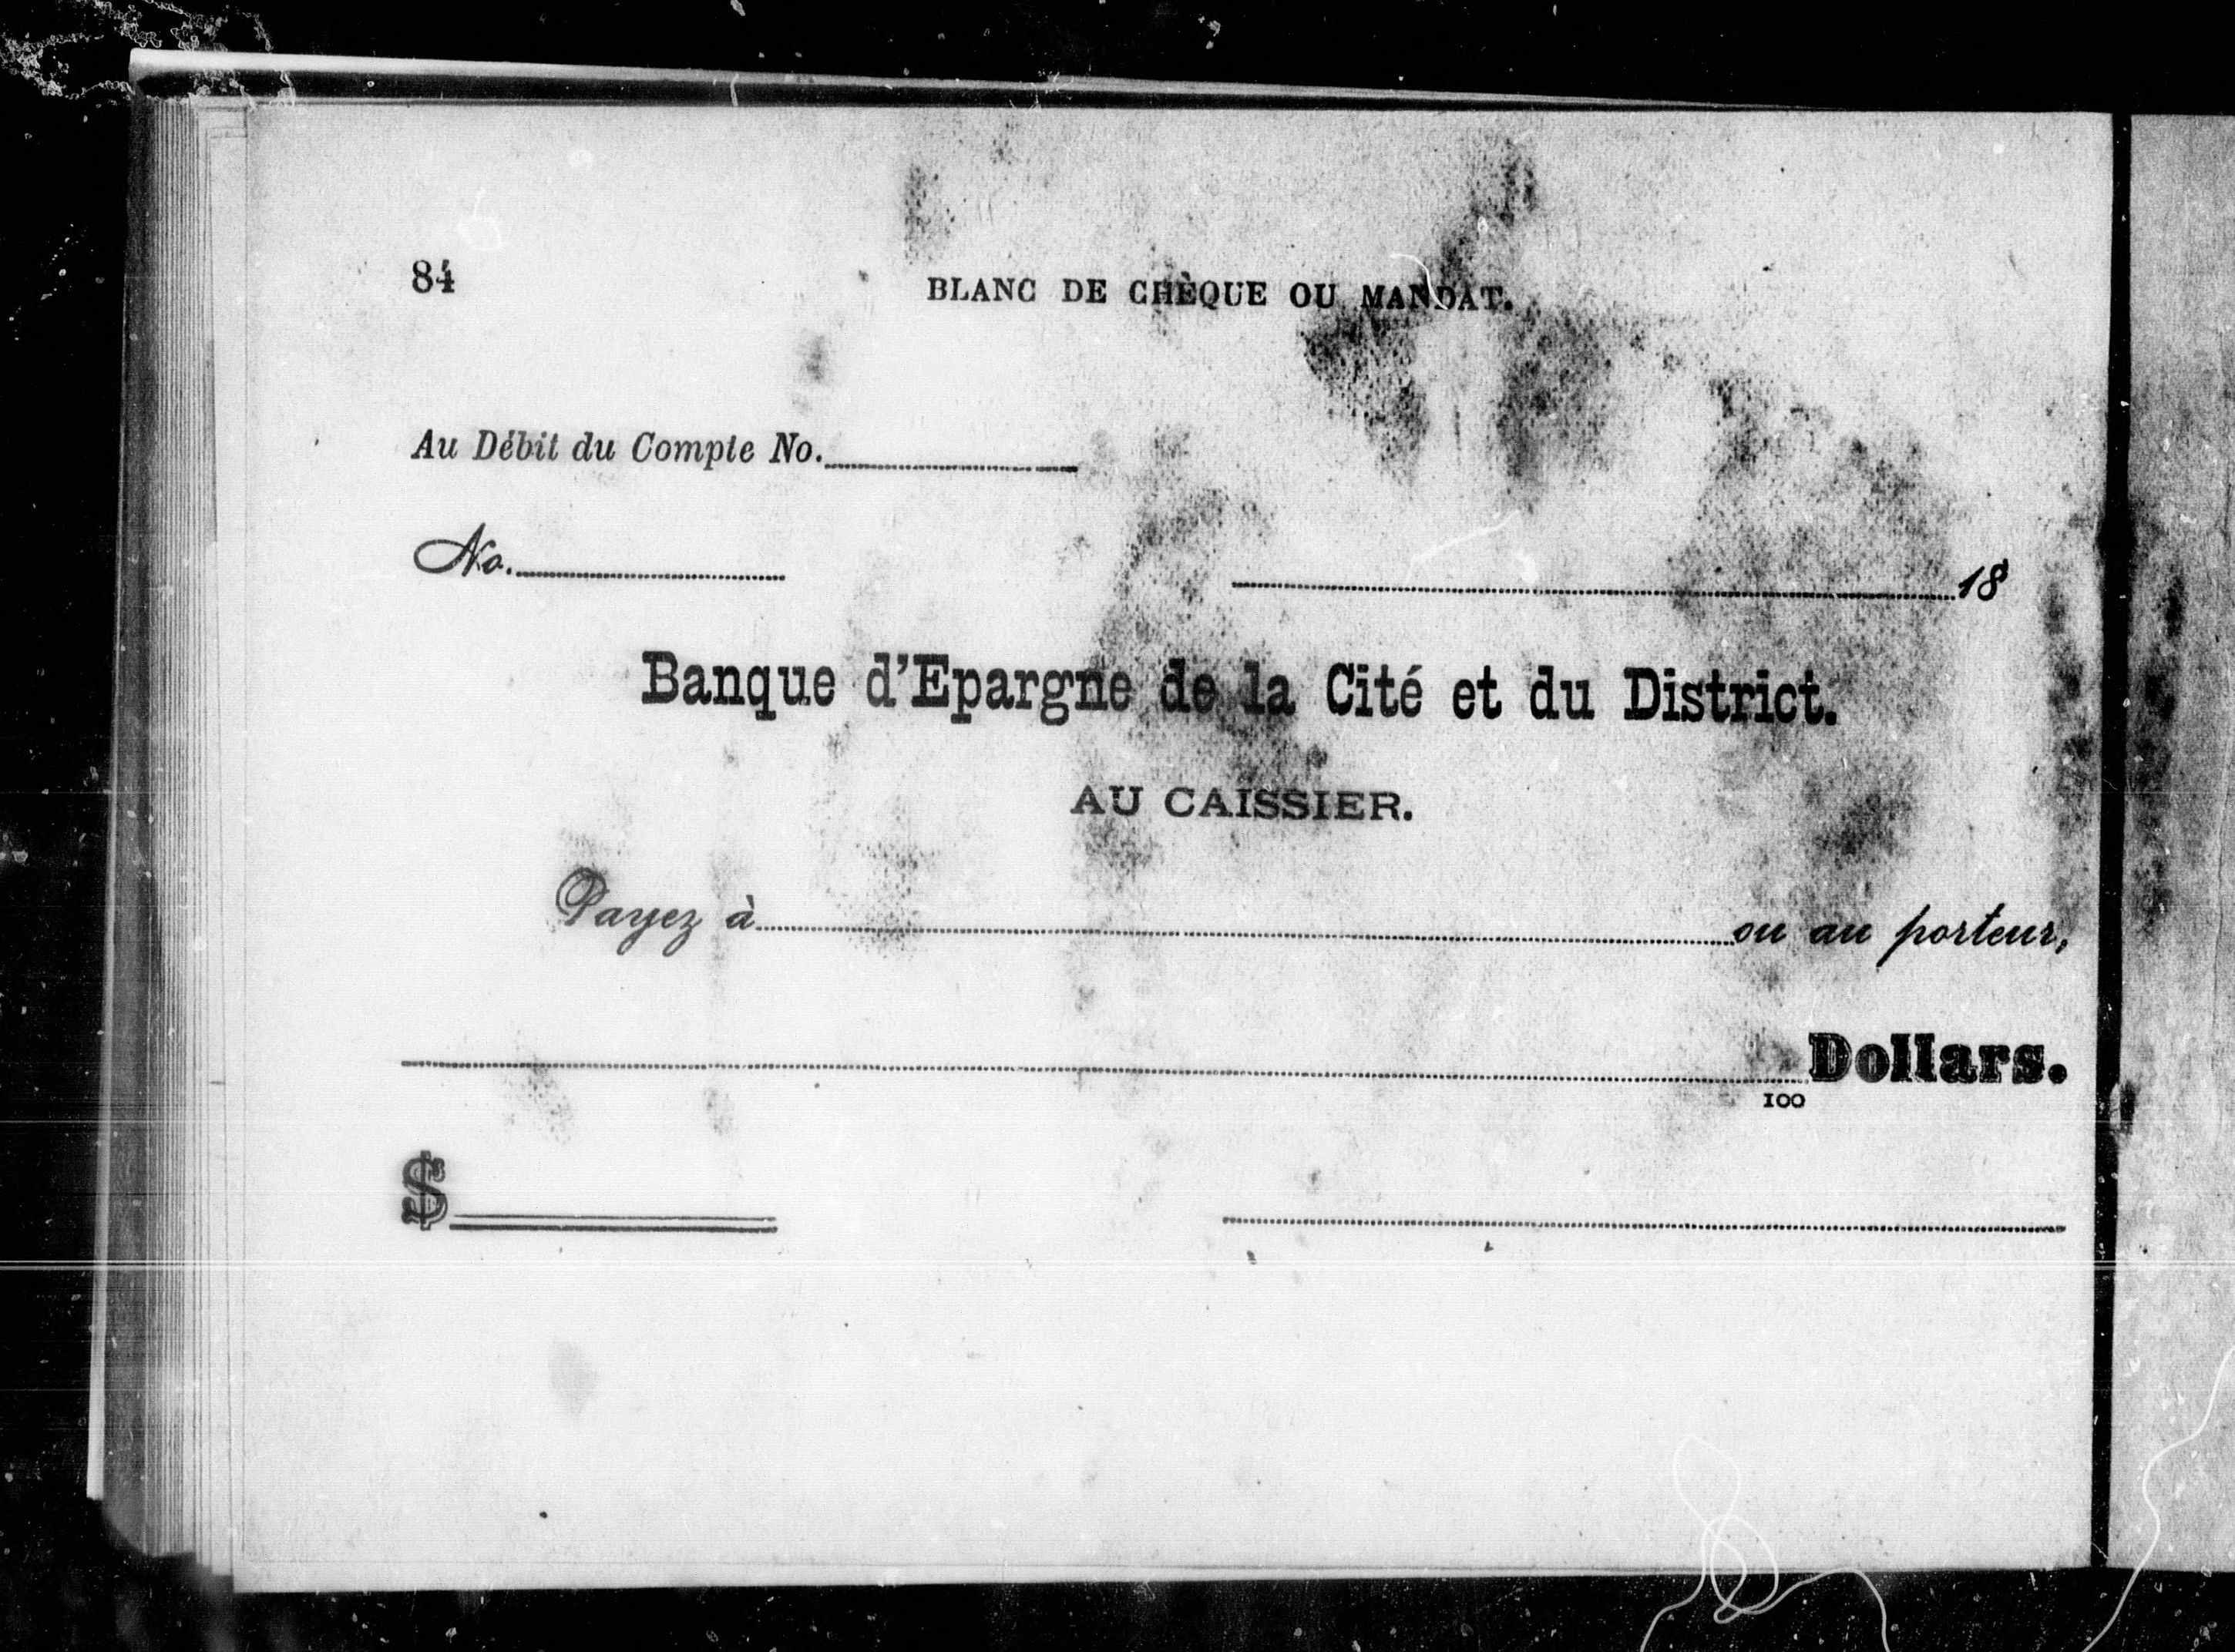 84
BLANC DE CHÈQUE OU MANDAT.
Au Débit du Compte No.
No. 18
Banque d'Epargne de la Cité et du District.
AU CAISSIER.
Payez à ou au porteur,
Dollars.
100
$